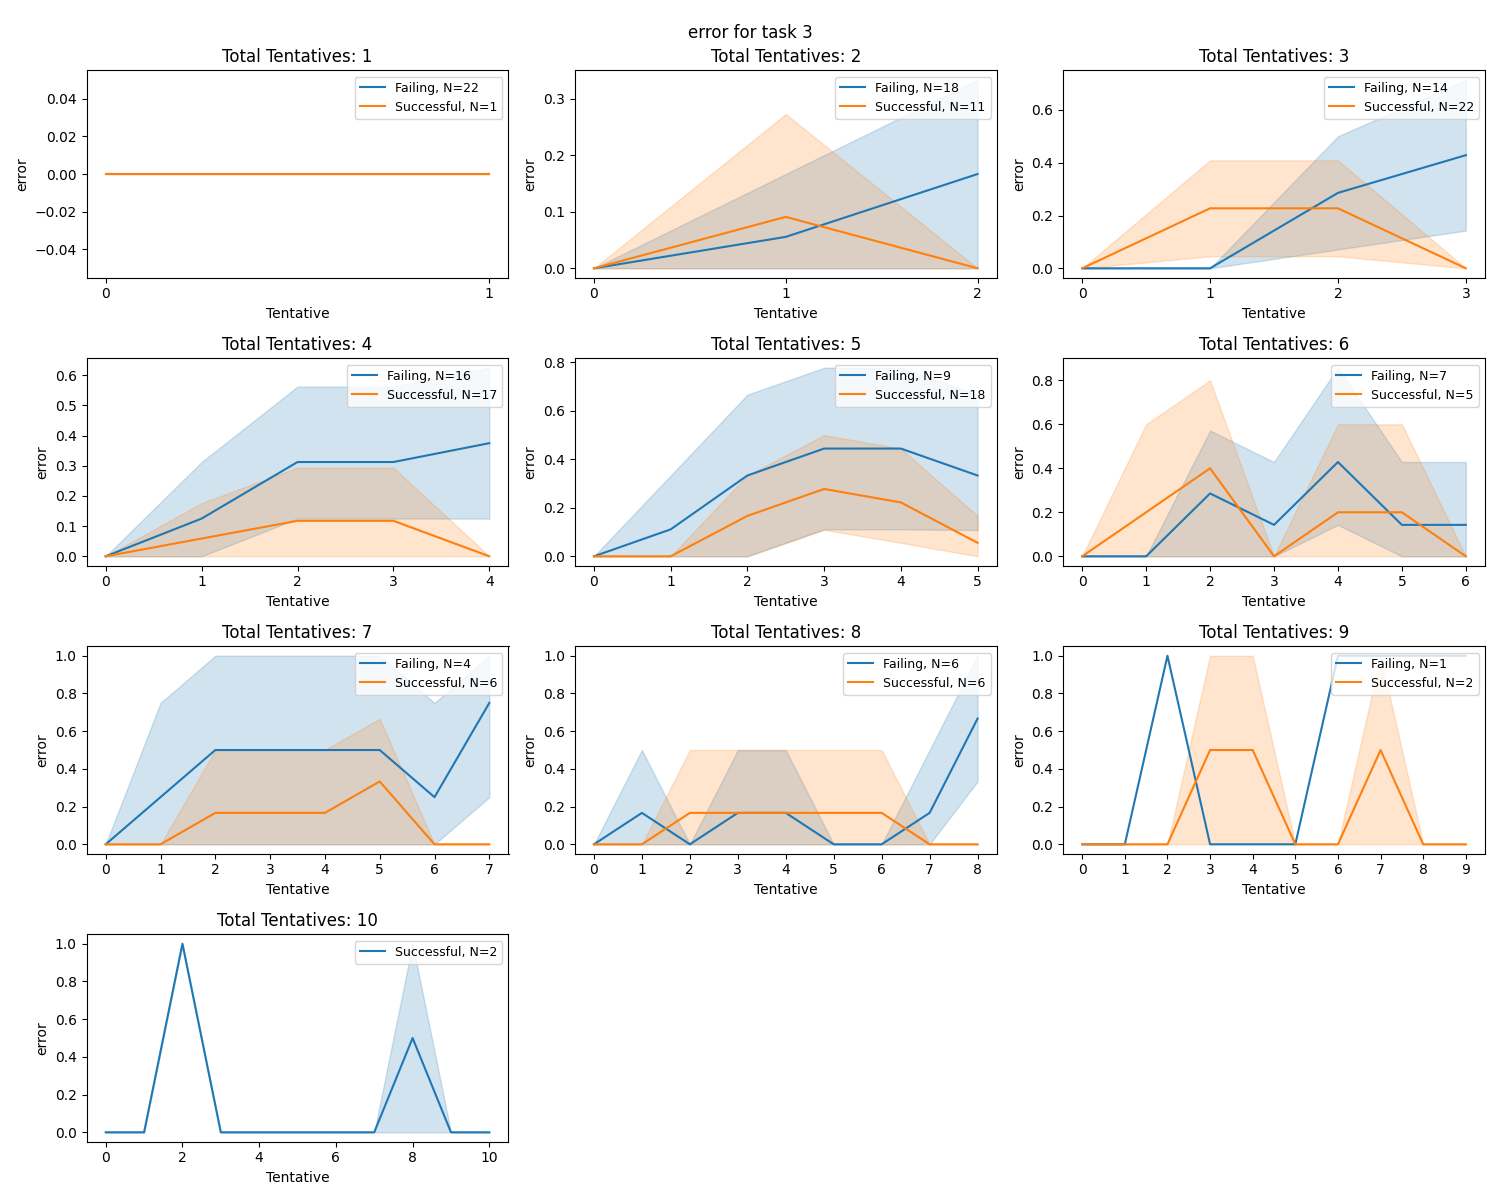 error for task 3
Total Tentatives: 1
Failing, N=22
Successful, N=1
0.04
0.02
0.00
−0.02
−0.04
error
0
1
Tentative
Total Tentatives: 2
Failing, N=18
Successful, N=11
0.3
0.2
0.1
0.0
error
0
1
2
Tentative
Total Tentatives: 3
Failing, N=14
Successful, N=22
0.6
0.4
0.2
0.0
error
0
1
2
3
Tentative
Total Tentatives: 4
Failing, N=16
Successful, N=17
0.6
0.5
0.4
0.3
0.2
0.1
0.0
error
0
1
2
3
4
Tentative
Total Tentatives: 5
Failing, N=9
Successful, N=18
0.8
0.6
0.4
0.2
0.0
error
0
1
2
3
4
5
Tentative
Total Tentatives: 6
Failing, N=7
Successful, N=5
0.8
0.6
0.4
0.2
0.0
error
0
1
2
3
4
5
6
Tentative
Total Tentatives: 7
Failing, N=4
Successful, N=6
1.0
0.8
0.6
0.4
0.2
0.0
error
0
1
2
3
4
5
6
7
Tentative
Total Tentatives: 8
Failing, N=6
Successful, N=6
1.0
0.8
0.6
0.4
0.2
0.0
error
0
1
2
3
4
5
6
7
8
Tentative
Total Tentatives: 9
Failing, N=1
Successful, N=2
1.0
0.8
0.6
0.4
0.2
0.0
error
0
1
2
3
4
5
6
7
8
9
Tentative
Total Tentatives: 10
Successful, N=2
1.0
0.8
0.6
0.4
0.2
0.0
error
0
2
4
6
8
10
Tentative